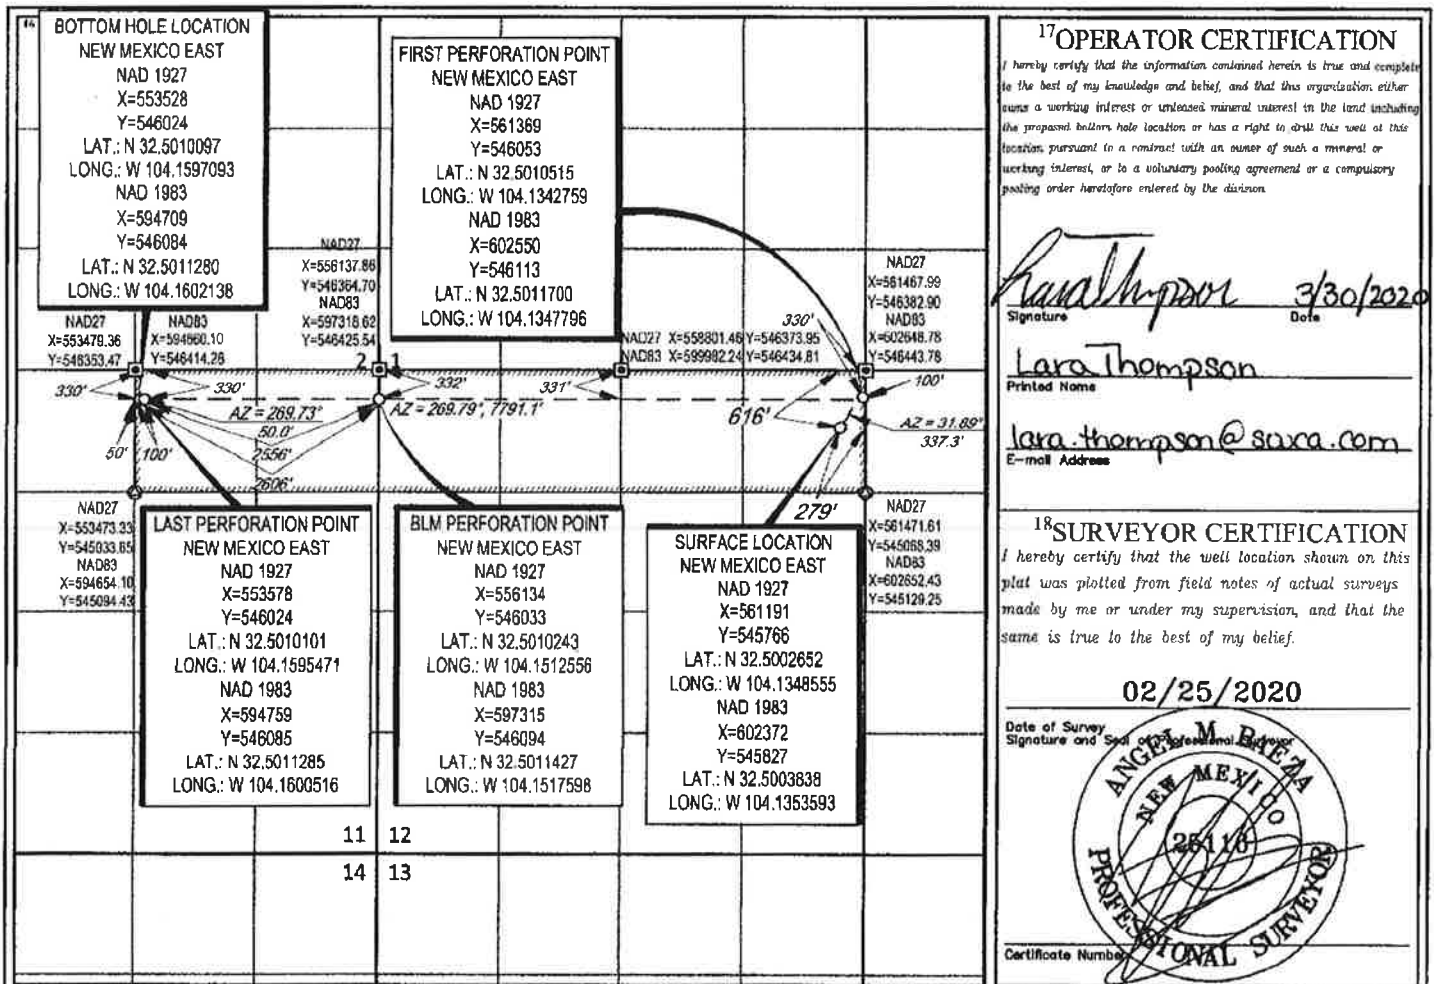 16
BOTTOM HOLE LOCATION
NEW MEXICO EAST
NAD 1927
X=553528
Y=546024
LAT.: N 32.5010097
LONG.: W 104.1597093
NAD 1983
X=594709
Y=546084
LAT.: N 32.5011280
LONG.: W 104.1602138
FIRST PERFORATION POINT
NEW MEXICO EAST
NAD 1927
X=561369
Y=546053
LAT.: N 32.5010515
LONG.: W 104.1342759
NAD 1983
X=602550
Y=546113
LAT.: N 32.5011700
LONG.: W 104.1347796
NAD27
X=556137.86
Y=546364.70
NAD83
X=597318.62
Y=546425.54
NAD27
X=553479.36
Y=546353.47
NAD83
X=594660.10
Y=546414.26
NAD27 X=558801.46 Y=546373.95
NAD83 X=599982.24 Y=546434.81
NAD27
X=561467.99
Y=546382.90
NAD83
X=602648.78
Y=546443.78
2 1
330'
330'
332'
331'
330'
100'
616'
AZ = 269.73°
50.0'
2556'
2606'
AZ = 269.79°, 7791.1'
AZ = 31.89°
337.3'
50'
100'
279'
NAD27
X=553473.33
Y=545033.65
NAD83
X=594654.10
Y=545094.43
LAST PERFORATION POINT
NEW MEXICO EAST
NAD 1927
X=553578
Y=546024
LAT.: N 32.5010101
LONG.: W 104.1595471
NAD 1983
X=594759
Y=546085
LAT.: N 32.5011285
LONG.: W 104.1600516
BLM PERFORATION POINT
NEW MEXICO EAST
NAD 1927
X=556134
Y=546033
LAT.: N 32.5010243
LONG.: W 104.1512556
NAD 1983
X=597315
Y=546094
LAT.: N 32.5011427
LONG.: W 104.1517598
SURFACE LOCATION
NEW MEXICO EAST
NAD 1927
X=561191
Y=545766
LAT.: N 32.5002652
LONG.: W 104.1348555
NAD 1983
X=602372
Y=545827
LAT.: N 32.5003838
LONG.: W 104.1353593
NAD27
X=561471.61
Y=545068.39
NAD83
X=602652.43
Y=545129.25
11 12
14 13
17 OPERATOR CERTIFICATION
I hereby certify that the information contained herein is true and complete
to the best of my knowledge and belief, and that this organization either
owns a working interest or unleased mineral interest in the land including
the proposed bottom hole location or has a right to drill this well at this
location pursuant to a contract with an owner of such a mineral or
working interest, or to a voluntary pooling agreement or a compulsory
pooling order heretofore entered by the division.
Lara Thompson 3/30/2020
Signature Date
Lara Thompson
Printed Name
lara.thompson@swca.com
E-mail Address
18 SURVEYOR CERTIFICATION
I hereby certify that the well location shown on this
plat was plotted from field notes of actual surveys
made by me or under my supervision, and that the
same is true to the best of my belief.
02/25/2020
Date of Survey
Signature and Seal of Professional Surveyor
ANGEL M. BAEZA
NEW MEXICO
PROFESSIONAL SURVEYOR
Certificate Number